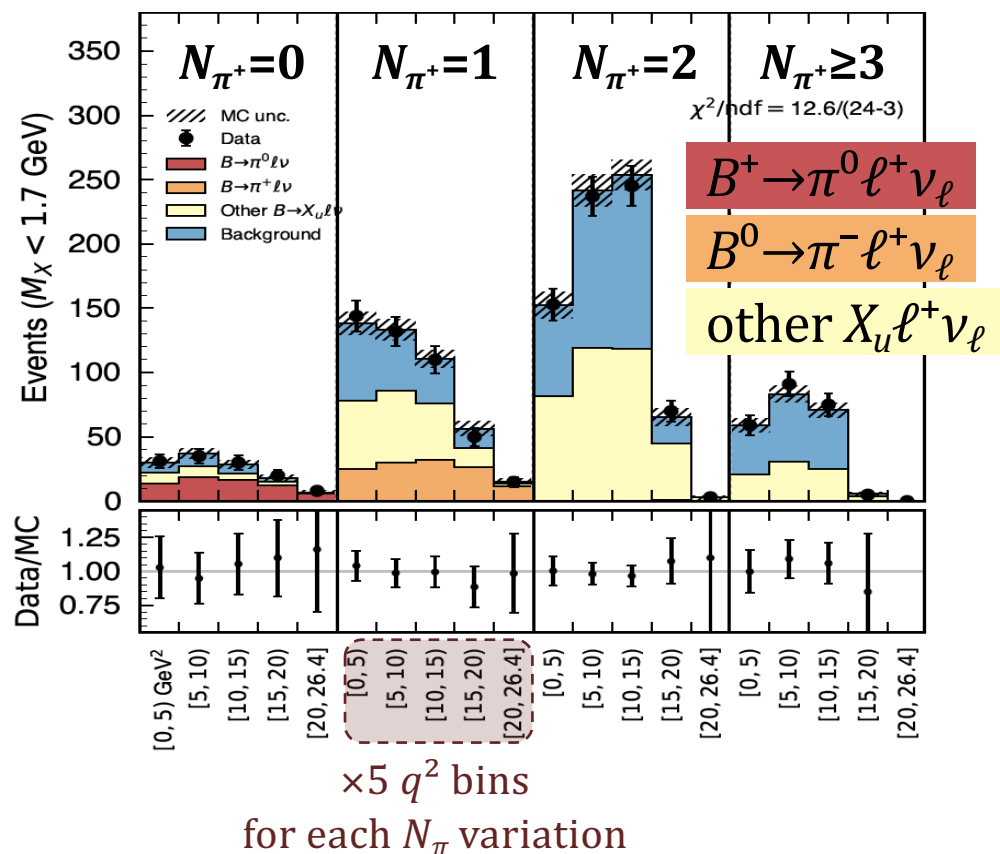 N_π⁺=0 N_π⁺=1 N_π⁺=2 N_π⁺≥3
χ²/ndf = 12.6/(24-3)
MC unc.
Data
B→π⁰ℓν
B→π⁺ℓν
Other B→X_uℓν
Background
B⁺→π⁰ℓ⁺ν_ℓ
B⁰→π⁻ℓ⁺ν_ℓ
other X_uℓ⁺ν_ℓ
Events (M_X < 1.7 GeV)
350
300
250
200
150
100
50
0
Data/MC
1.25
1.00
0.75
[0, 5) GeV²
[5, 10)
[10, 15)
[15, 20)
[20, 26.4]
[0, 5)
[5, 10)
[10, 15)
[15, 20)
[20, 26.4]
[0, 5)
[5, 10)
[10, 15)
[15, 20)
[20, 26.4]
[0, 5)
[5, 10)
[10, 15)
[15, 20)
[20, 26.4]
×5 q² bins
for each N_π variation